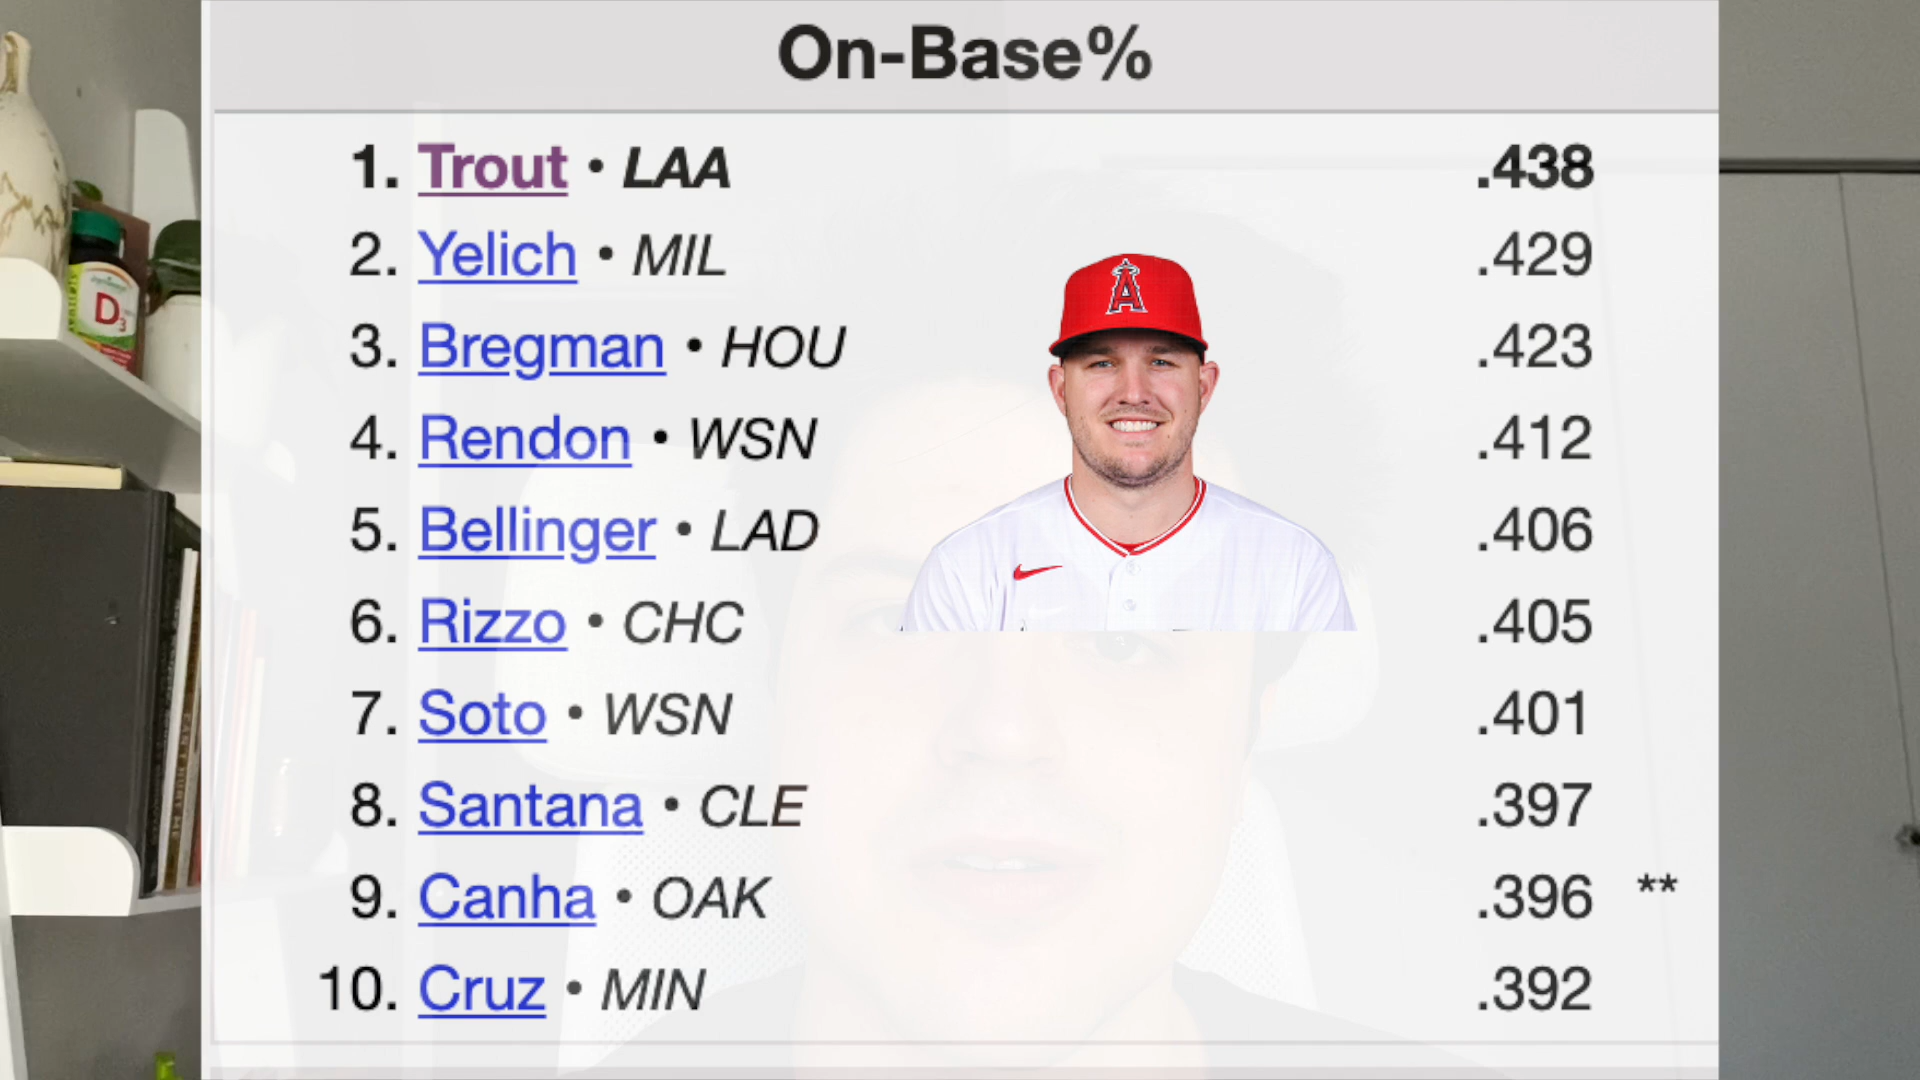 On-Base%
1. Trout • LAA .438
2. Yelich • MIL .429
3. Bregman • HOU .423
4. Rendon • WSN .412
5. Bellinger • LAD .406
6. Rizzo • CHC .405
7. Soto • WSN .401
8. Santana • CLE .397
9. Canha • OAK .396 **
10. Cruz • MIN .392
A
D3